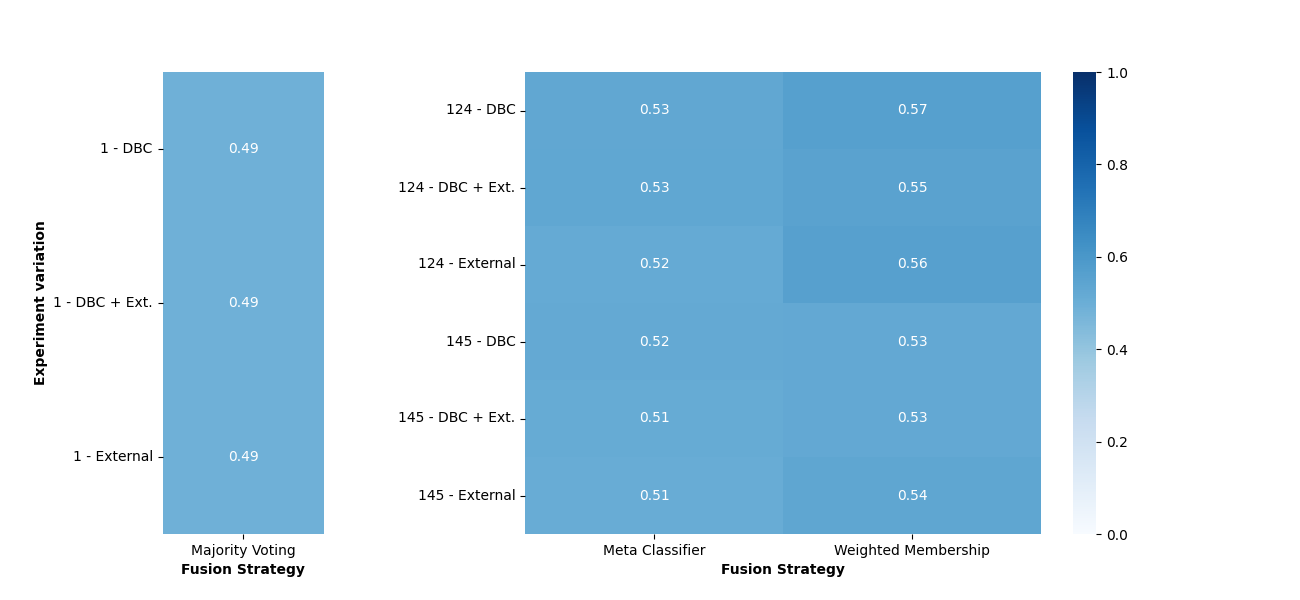 Experiment variation
1 - DBC
0.49
1 - DBC + Ext.
0.49
1 - External
0.49
Majority Voting
Fusion Strategy
124 - DBC
0.53
0.57
124 - DBC + Ext.
0.53
0.55
124 - External
0.52
0.56
145 - DBC
0.52
0.53
145 - DBC + Ext.
0.51
0.53
145 - External
0.51
0.54
Meta Classifier
Weighted Membership
Fusion Strategy
1.0
0.8
0.6
0.4
0.2
0.0